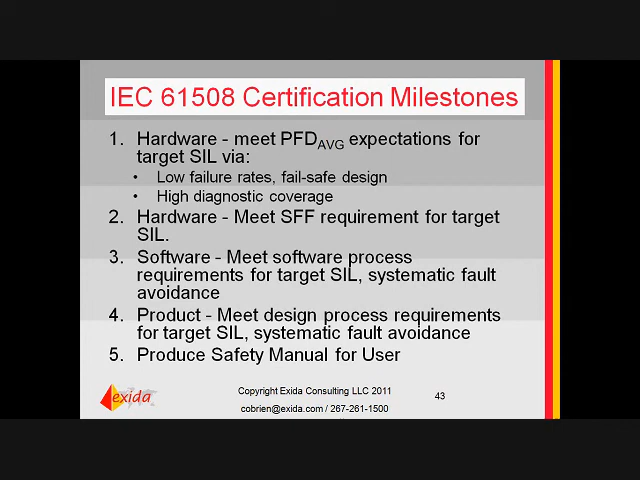 IEC 61508 Certification Milestones
1. Hardware - meet PFDAVG expectations for
target SIL via:
• Low failure rates, fail-safe design
• High diagnostic coverage
2. Hardware - Meet SFF requirement for target
SIL.
3. Software - Meet software process
requirements for target SIL, systematic fault
avoidance
4. Product - Meet design process requirements
for target SIL, systematic fault avoidance
5. Produce Safety Manual for User
exida
Copyright Exida Consulting LLC 2011
43
cobrien@exida.com / 267-261-1500